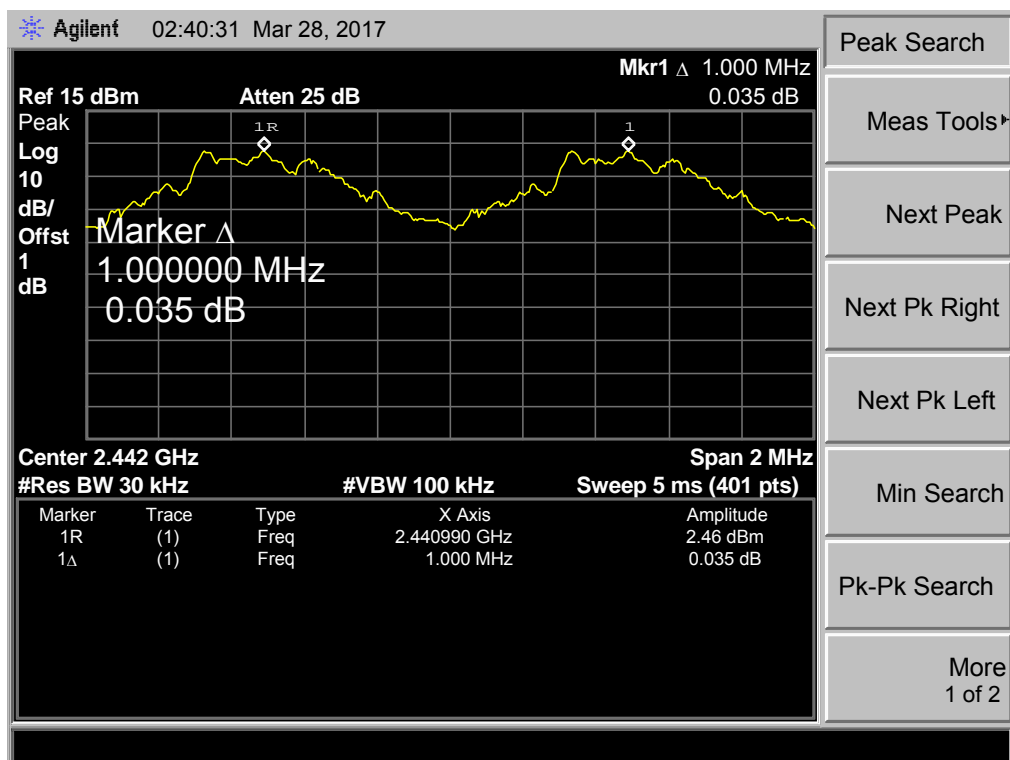 Agilent 02:40:31 Mar 28, 2017
Mkr1 Δ 1.000 MHz
Ref 15 dBm Atten 25 dB 0.035 dB
Peak
Log
10
dB/
Offst
1
dB
1R
1
Marker Δ
1.000000 MHz
0.035 dB
Center 2.442 GHz Span 2 MHz
#Res BW 30 kHz #VBW 100 kHz Sweep 5 ms (401 pts)
Marker Trace Type X Axis Amplitude
1R (1) Freq 2.440990 GHz 2.46 dBm
1Δ (1) Freq 1.000 MHz 0.035 dB
Peak Search
Meas Tools
Next Peak
Next Pk Right
Next Pk Left
Min Search
Pk-Pk Search
More
1 of 2